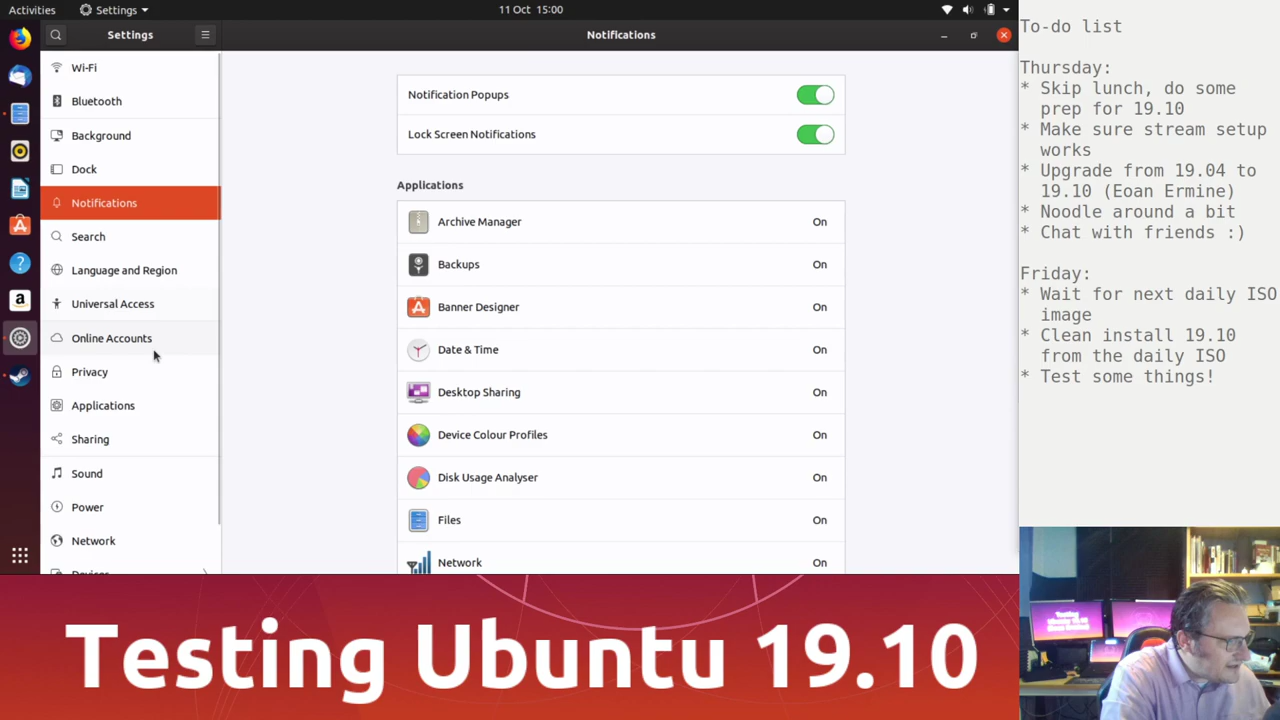 Activities
Settings
11 Oct 15:00
Settings
Notifications
Wi-Fi
Bluetooth
Background
Dock
Notifications
Search
Language and Region
Universal Access
Online Accounts
Privacy
Applications
Sharing
Sound
Power
Network
Devices
Notification Popups
Lock Screen Notifications
Applications
Archive Manager On
Backups On
Banner Designer On
Date & Time On
Desktop Sharing On
Device Colour Profiles On
Disk Usage Analyser On
Files On
Network On
To-do list
Thursday:
* Skip lunch, do some
prep for 19.10
* Make sure stream setup
works
* Upgrade from 19.04 to
19.10 (Eoan Ermine)
* Noodle around a bit
* Chat with friends :)
Friday:
* Wait for next daily ISO
image
* Clean install 19.10
from the daily ISO
* Test some things!
Testing Ubuntu 19.10